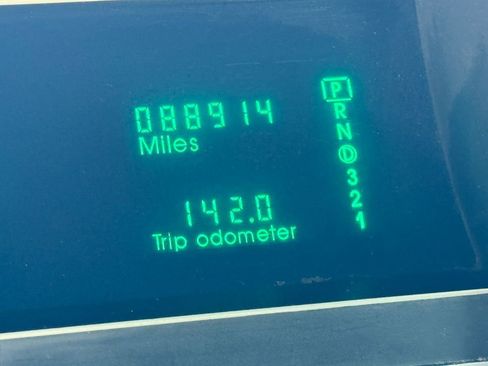 088914
Miles
142.0
Trip odometer
P
R
N
D
3
2
1